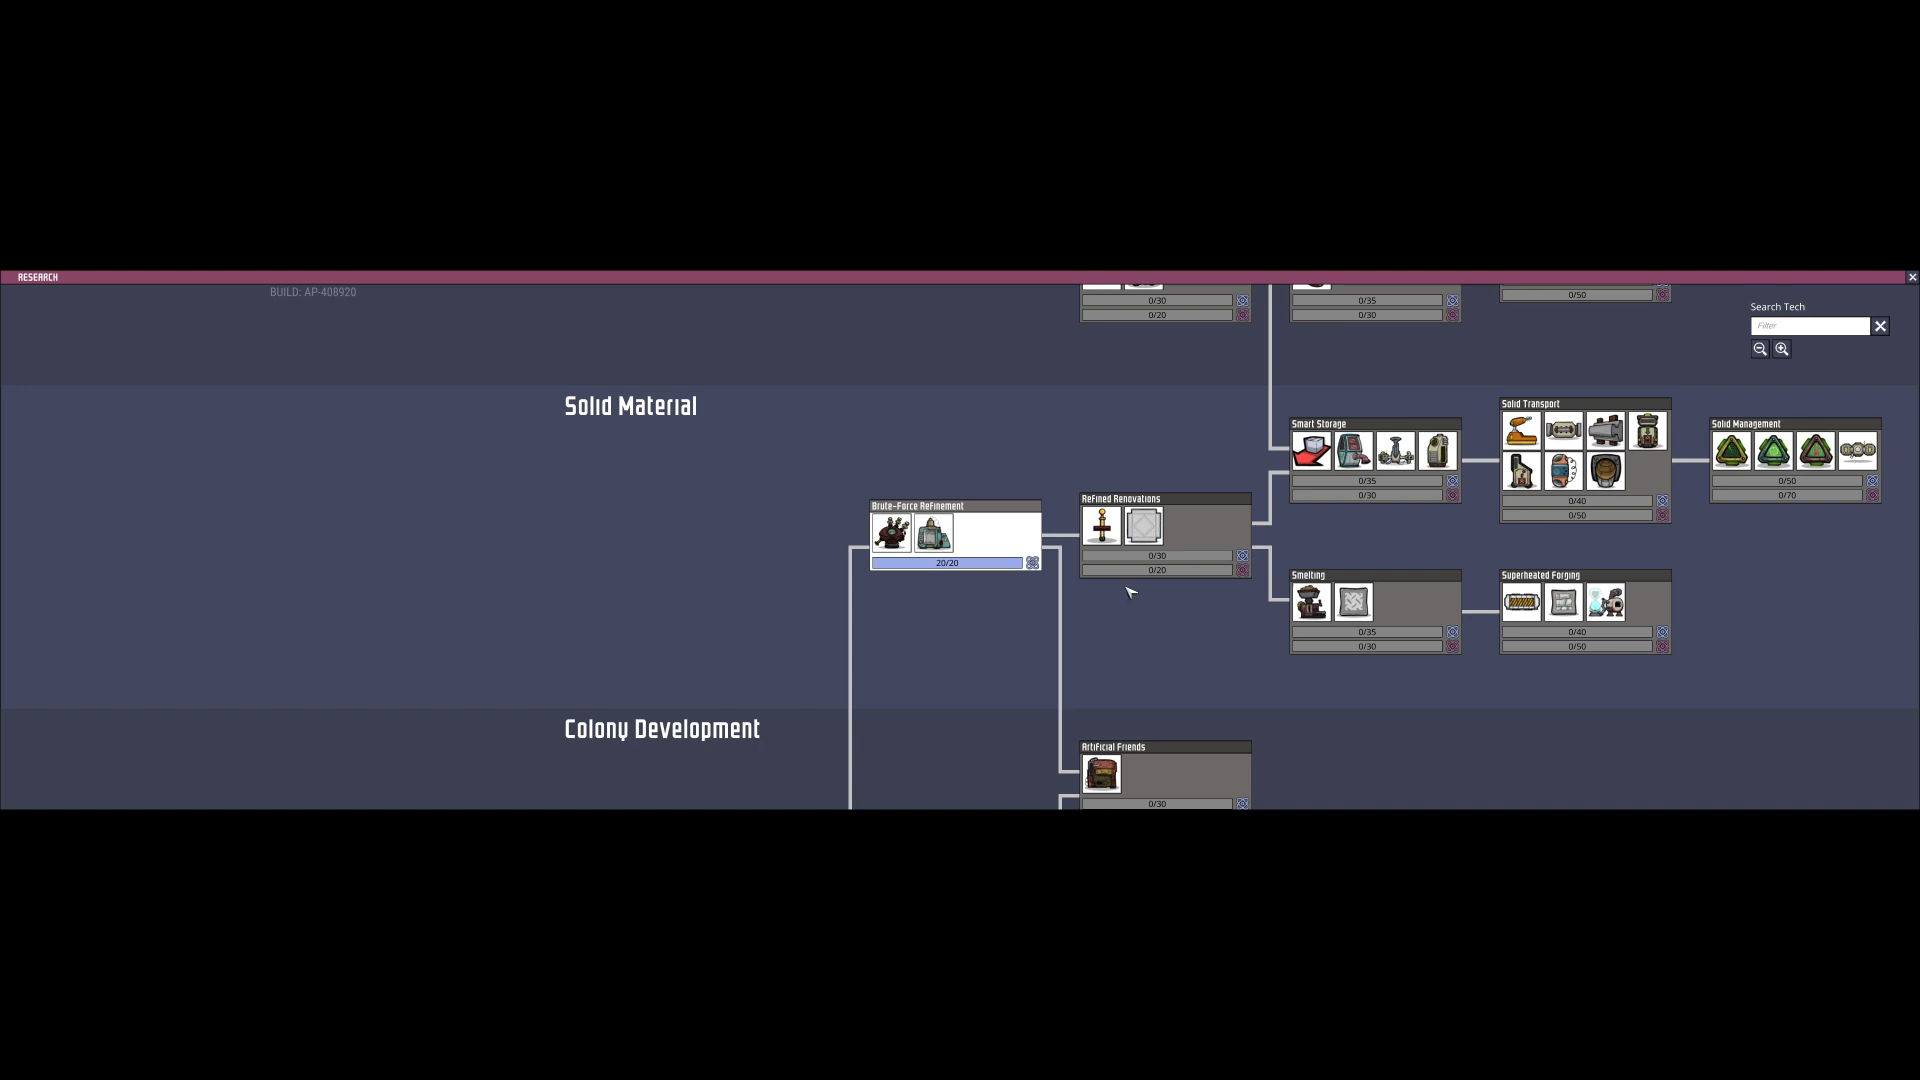 RESEARCH
BUILD: AP-408920
0/30
0/20
0/35
0/30
0/50
Search Tech
Filter
Solid Material
Smart Storage
0/35
0/30
Solid Transport
0/40
0/50
Solid Management
0/50
0/70
Brute-Force Refinement
20/20
Refined Renovations
0/30
0/20
Smelting
0/35
0/30
Superheated Forging
0/40
0/50
Colony Development
Artificial Friends
0/30